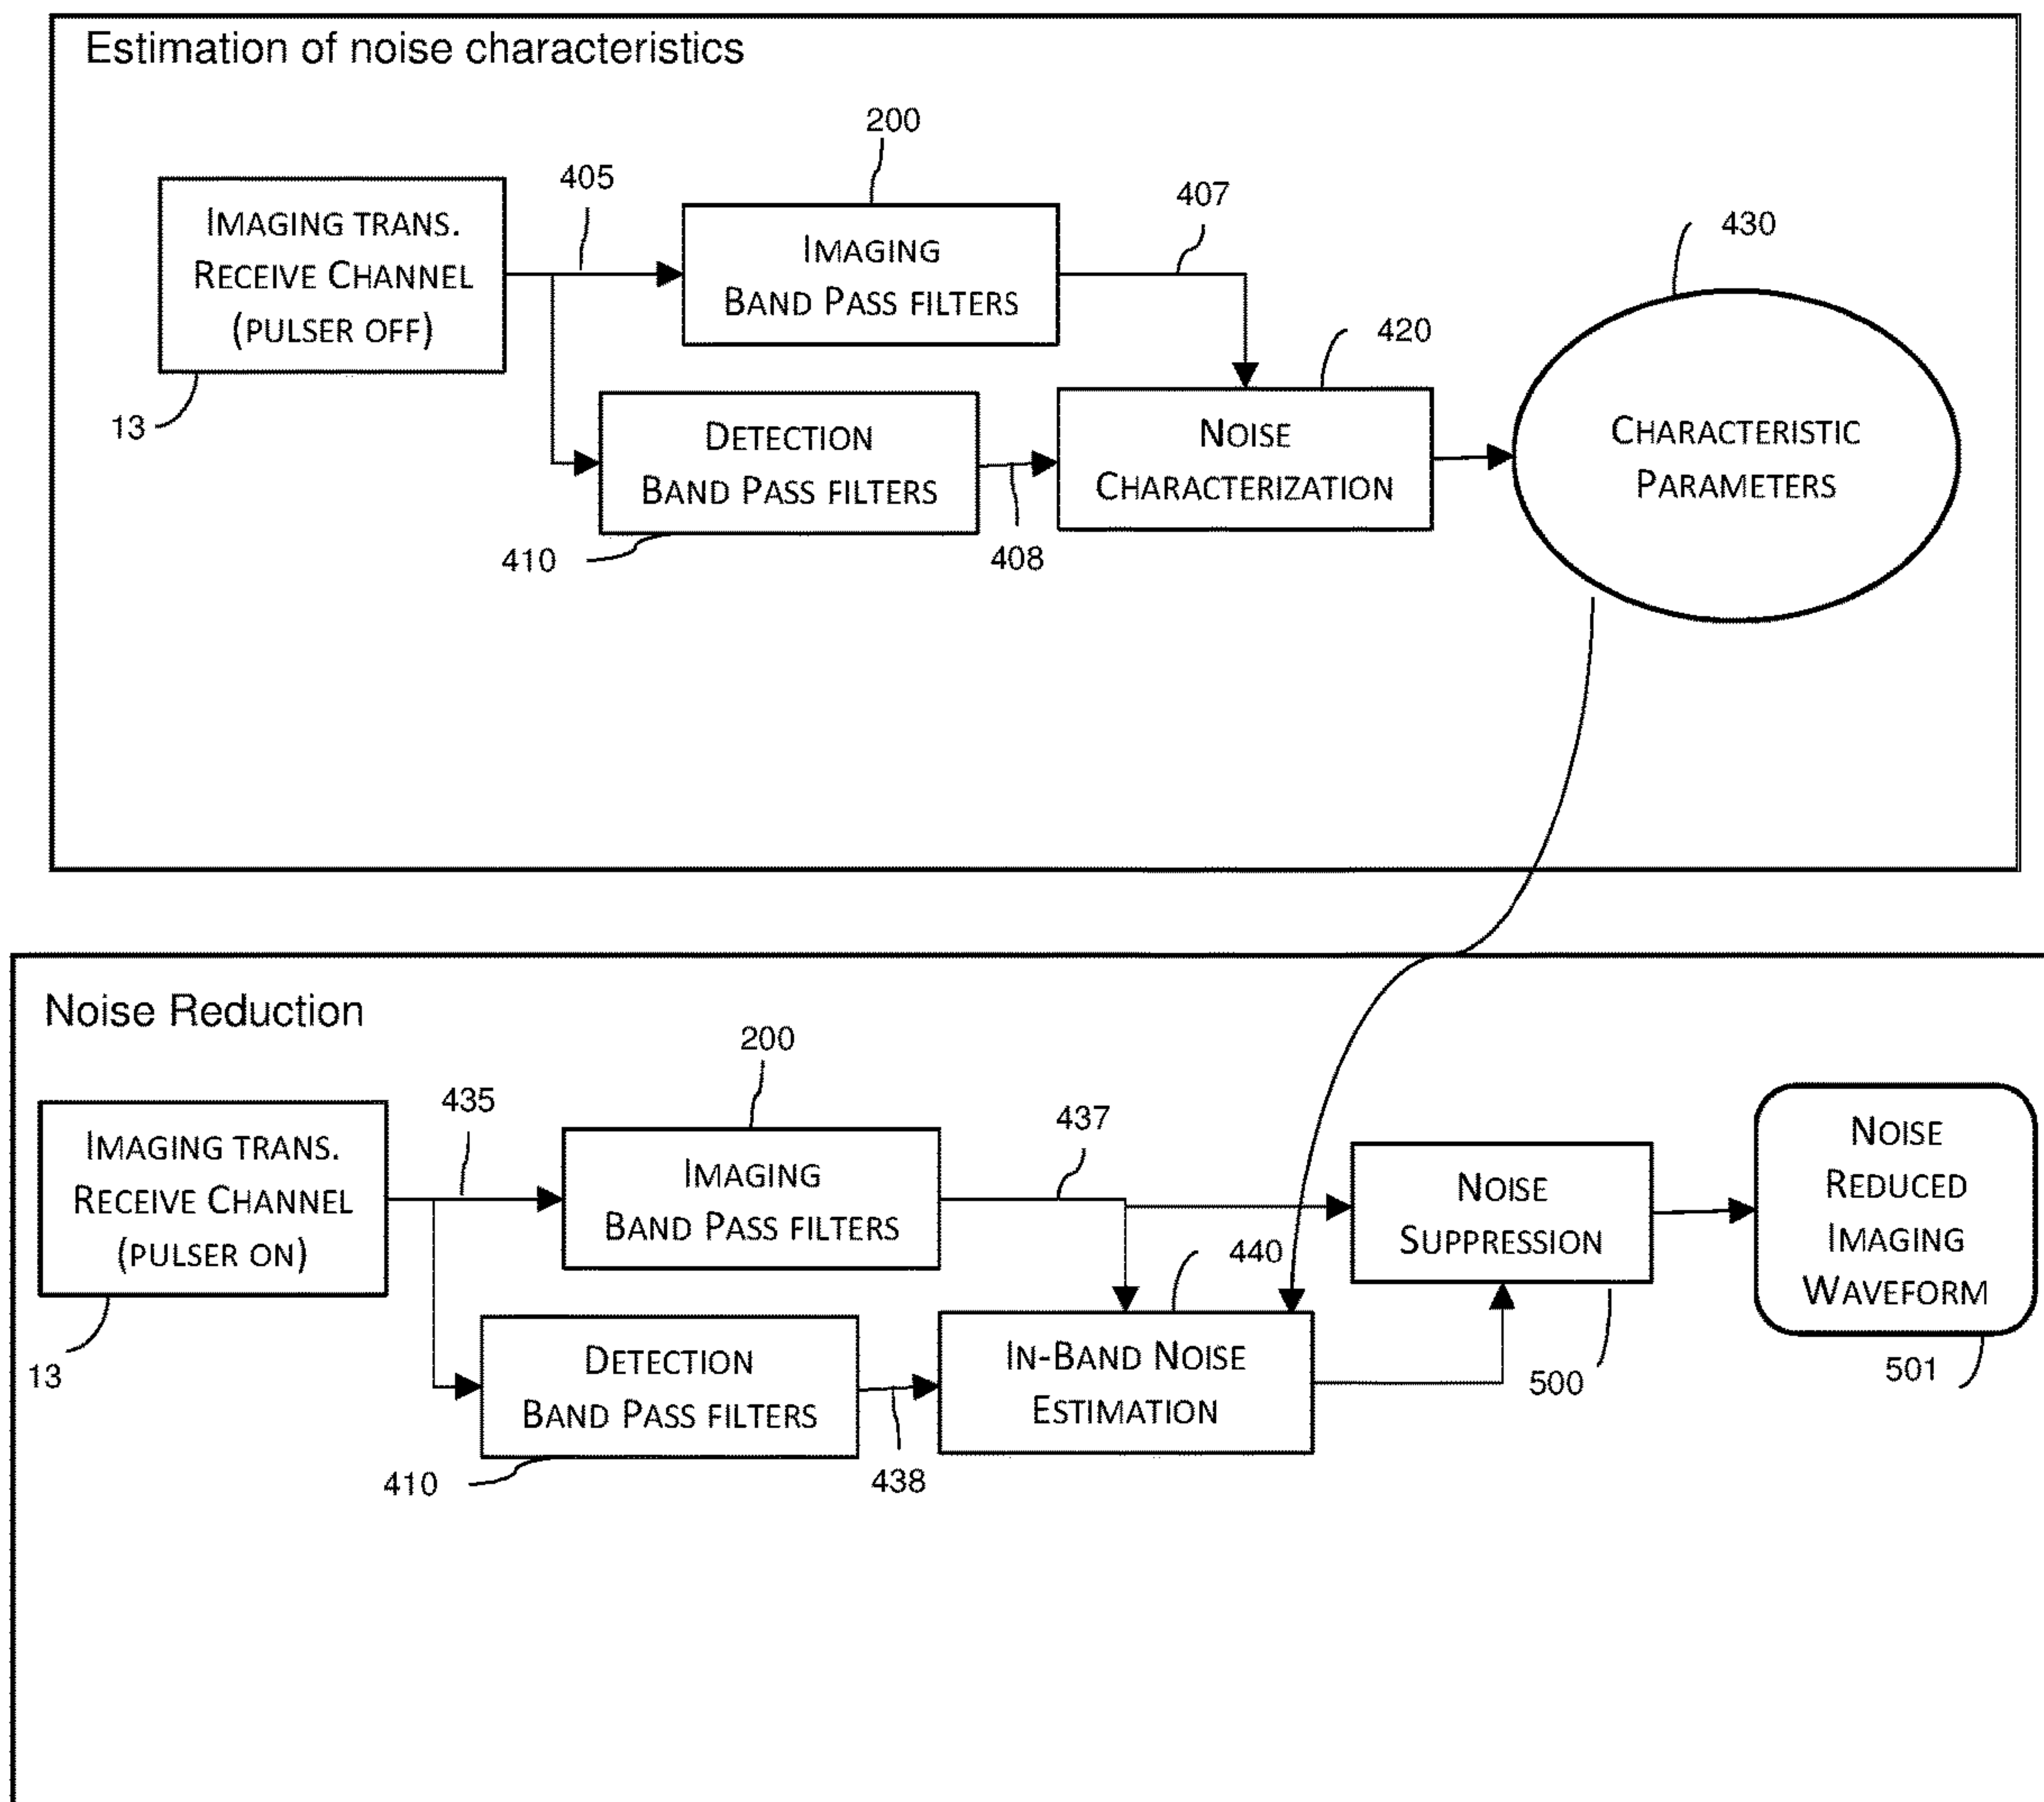 Estimation of noise characteristics
200
405
407
430
IMAGING TRANS.
RECEIVE CHANNEL
(PULSER OFF)
IMAGING
BAND PASS FILTERS
420
13
DETECTION
BAND PASS FILTERS
NOISE
CHARACTERIZATION
CHARACTERISTIC
PARAMETERS
410
408
Noise Reduction
200
435
437
IMAGING TRANS.
RECEIVE CHANNEL
(PULSER ON)
IMAGING
BAND PASS FILTERS
440
NOISE
SUPPRESSION
NOISE
REDUCED
IMAGING
WAVEFORM
13
DETECTION
BAND PASS FILTERS
IN-BAND NOISE
ESTIMATION
500
501
410
438